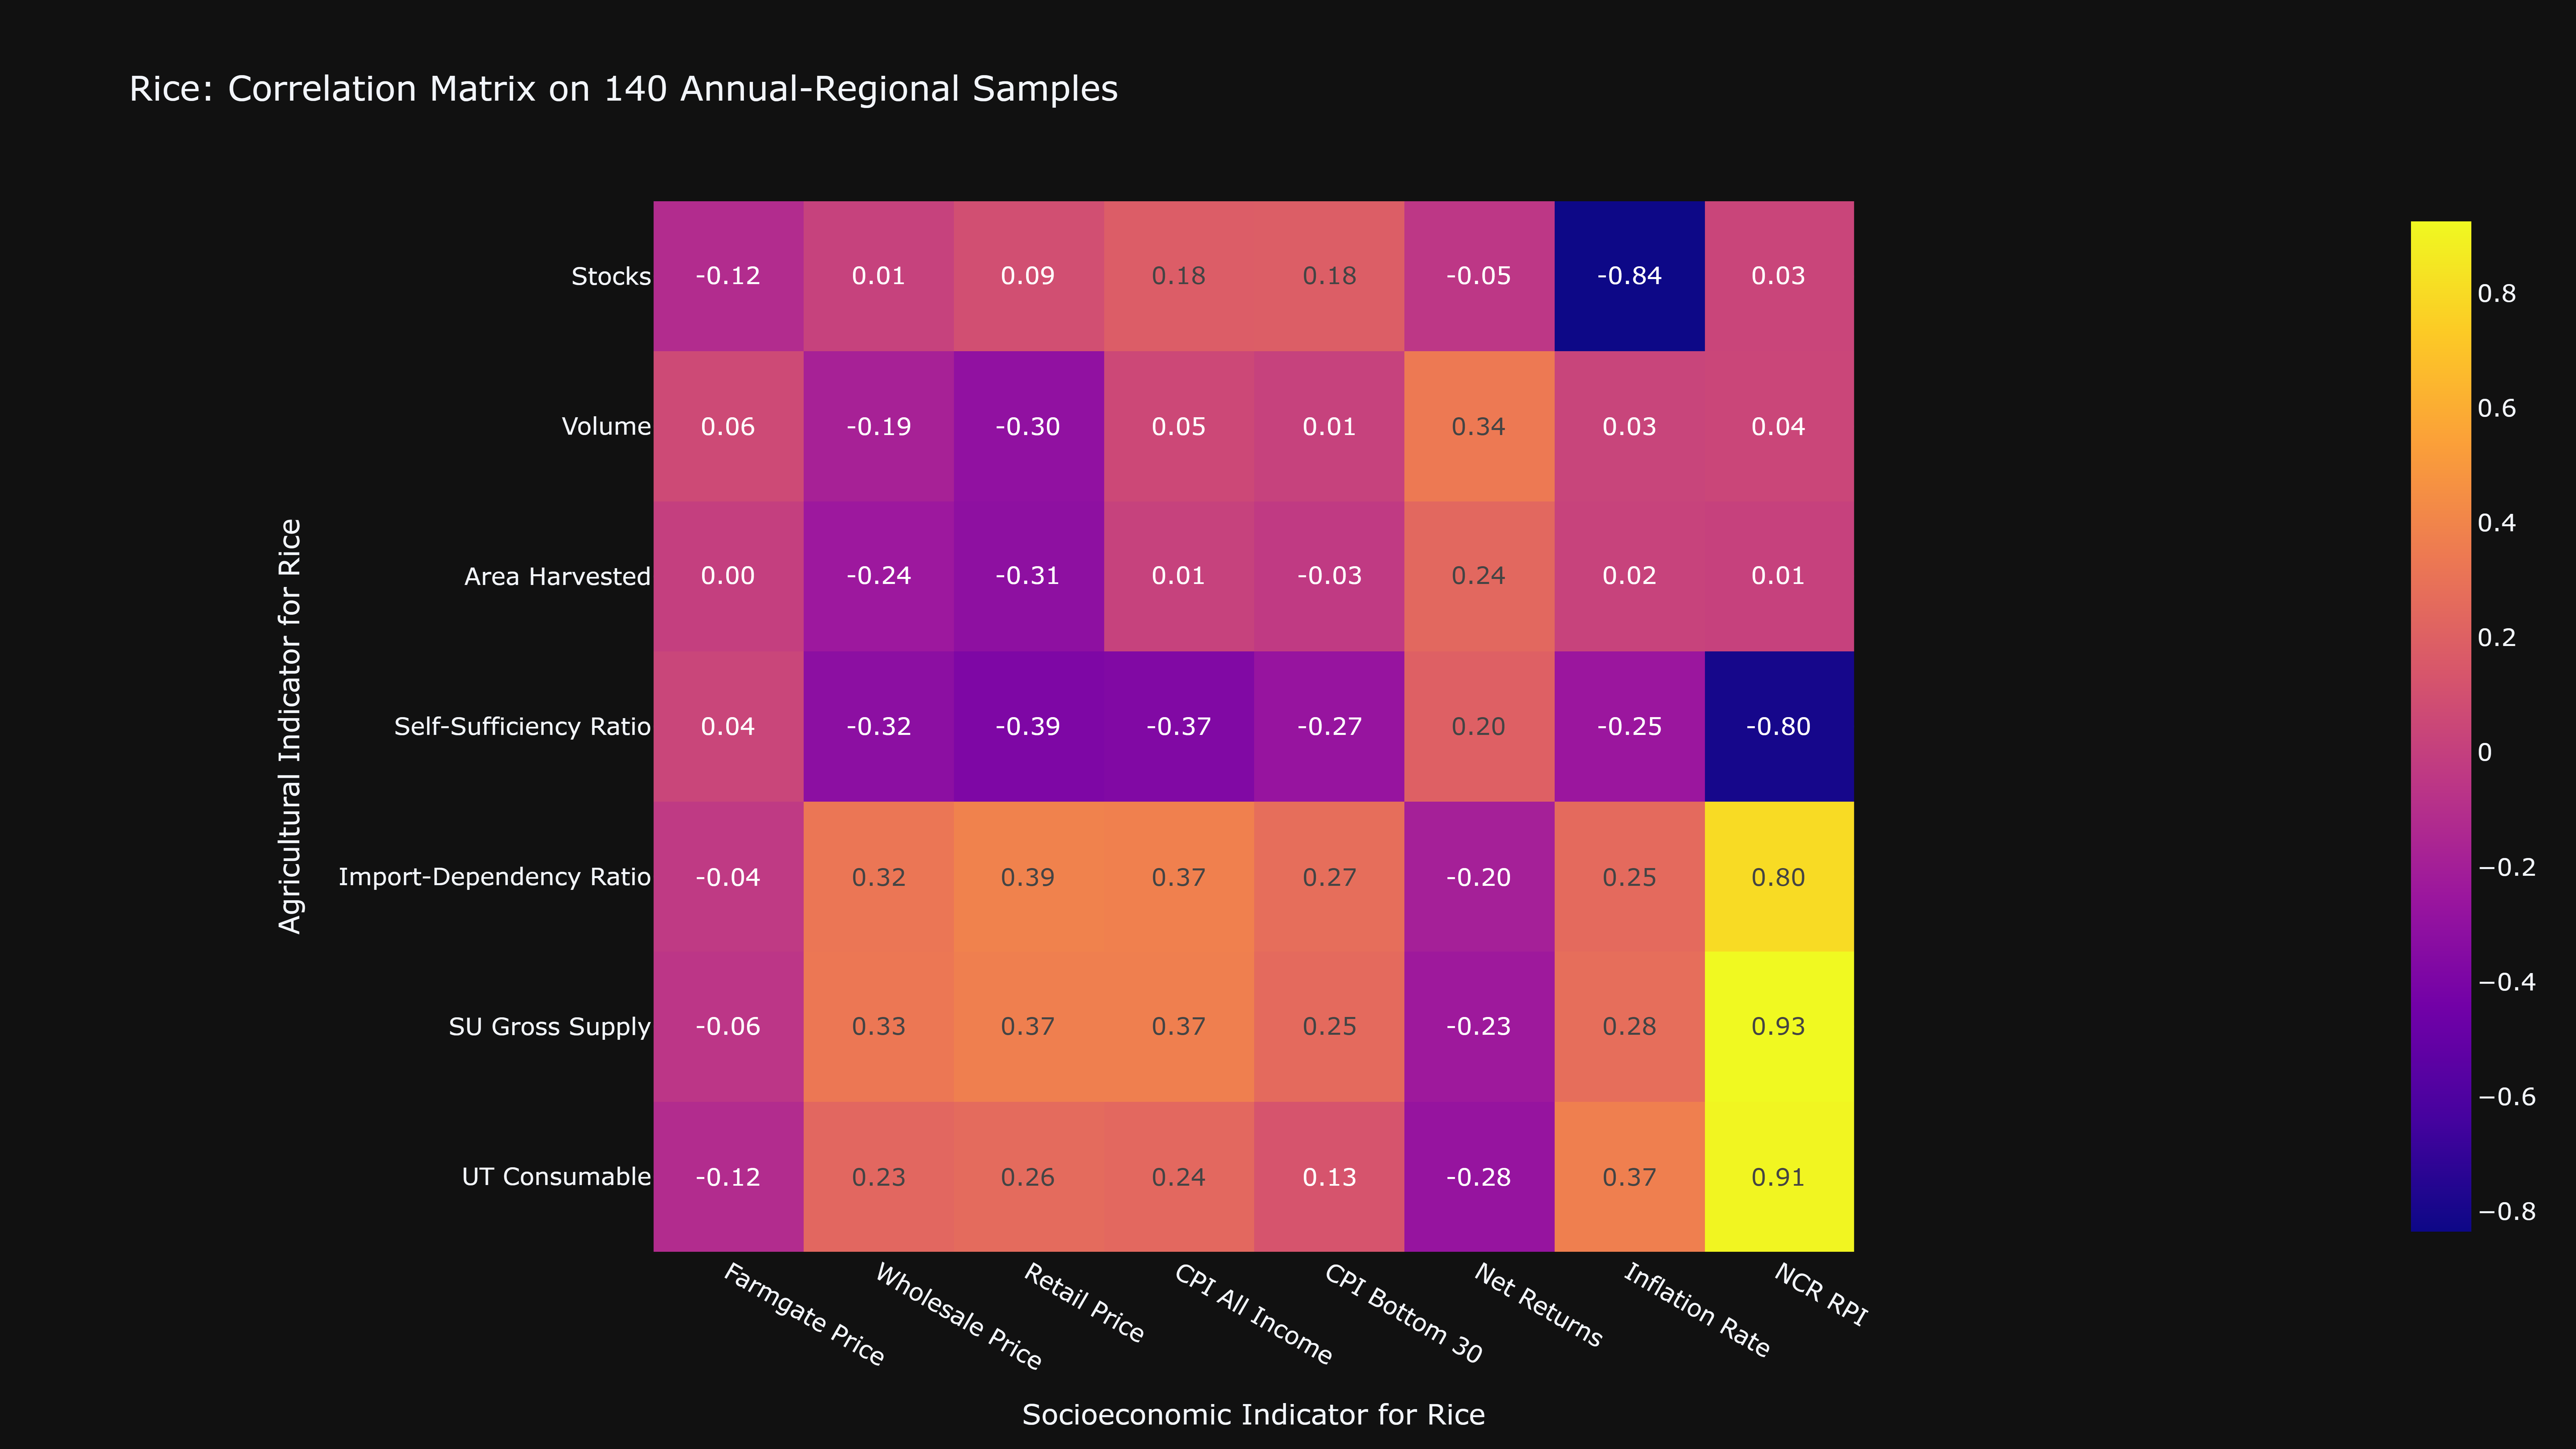 Rice: Correlation Matrix on 140 Annual-Regional Samples
Agricultural Indicator for Rice
Stocks -0.12 0.01 0.09 0.18 0.18 -0.05 -0.84 0.03
Volume 0.06 -0.19 -0.30 0.05 0.01 0.34 0.03 0.04
Area Harvested 0.00 -0.24 -0.31 0.01 -0.03 0.24 0.02 0.01
Self-Sufficiency Ratio 0.04 -0.32 -0.39 -0.37 -0.27 0.20 -0.25 -0.80
Import-Dependency Ratio -0.04 0.32 0.39 0.37 0.27 -0.20 0.25 0.80
SU Gross Supply -0.06 0.33 0.37 0.37 0.25 -0.23 0.28 0.93
UT Consumable -0.12 0.23 0.26 0.24 0.13 -0.28 0.37 0.91
Farmgate Price Wholesale Price Retail Price CPI All Income CPI Bottom 30 Net Returns Inflation Rate NCR RPI
Socioeconomic Indicator for Rice
0.8
0.6
0.4
0.2
0
−0.2
−0.4
−0.6
−0.8